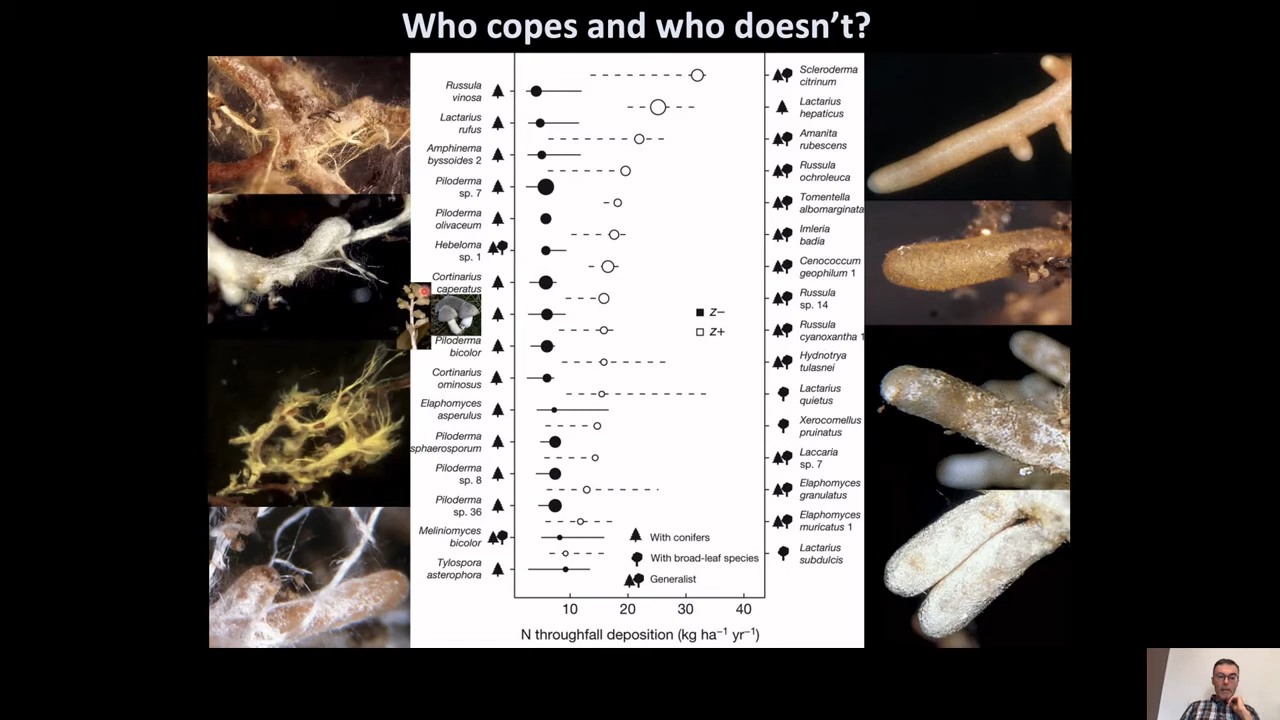 Who copes and who doesn't?
Russula
vinosa
Lactarius
rufus
Amphinema
byssoides 2
Piloderma
sp. 7
Piloderma
olivaceum
Hebeloma
sp. 1
Cortinarius
caperatus
Piloderma
bicolor
Cortinarius
ominosus
Elaphomyces
asperulus
Piloderma
sphaerosporum
Piloderma
sp. 8
Piloderma
sp. 36
Meliniomyces
bicolor
Tylospora
asterophora
z−
z+
With conifers
With broad-leaf species
Generalist
10 20 30 40
N throughfall deposition (kg ha⁻¹ yr⁻¹)
Scleroderma
citrinum
Lactarius
hepaticus
Amanita
rubescens
Russula
ochroleuca
Tomentella
albomarginata
Imleria
badia
Cenococcum
geophilum 1
Russula
sp. 14
Russula
cyanoxantha 1
Hydnotrya
tulasnei
Lactarius
quietus
Xerocomellus
pruinatus
Laccaria
sp. 7
Elaphomyces
granulatus
Elaphomyces
muricatus 1
Lactarius
subdulcis